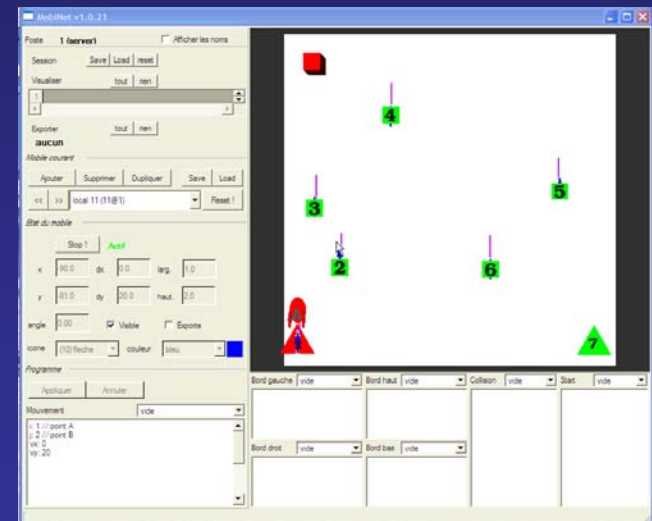 MobiNet v1.0.21
Poste 1 (server) Afficher les noms
Session Save Load reset
Visualiser tout rien
1
Exporter tout rien
aucun
Mobile courant
Ajouter Supprimer Dupliquer Save Load
<< >> local 11 (11@1) Reset !
Etat du mobile
Stop ! Actif
x 90.0 dx 0.0 larg. 1.0
y 81.0 dy 20.0 haut. 2.0
angle 0.00 Visible Exporte
icone (10) fleche couleur bleu
Programme
Appliquer Annuler
Mouvement vide
i: 1 // pont A
j: 2 // pont B
vx: 0
vy: 20
4
5
3
2
6
7
Bord gauche vide Bord haut vide Collision vide Start vide
Bord droit vide Bord bas vide